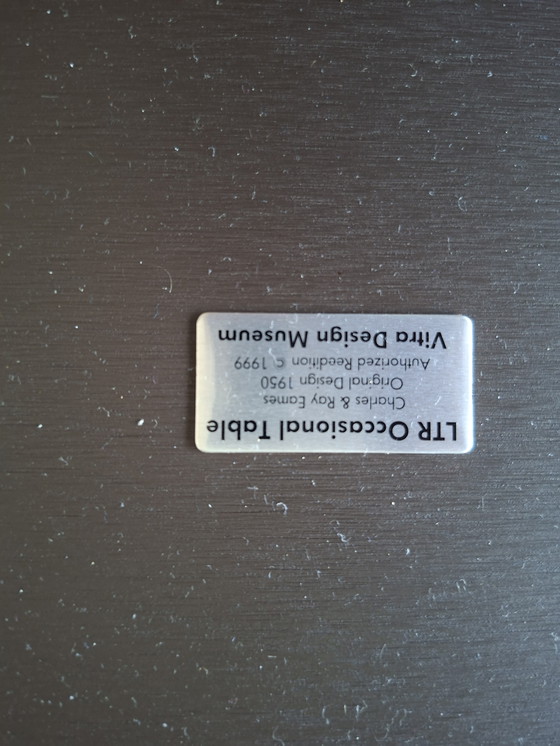 LTR Occasional Table
Charles & Ray Eames
Original Design 1950
Authorized Reedition © 1999
Vitra Design Museum